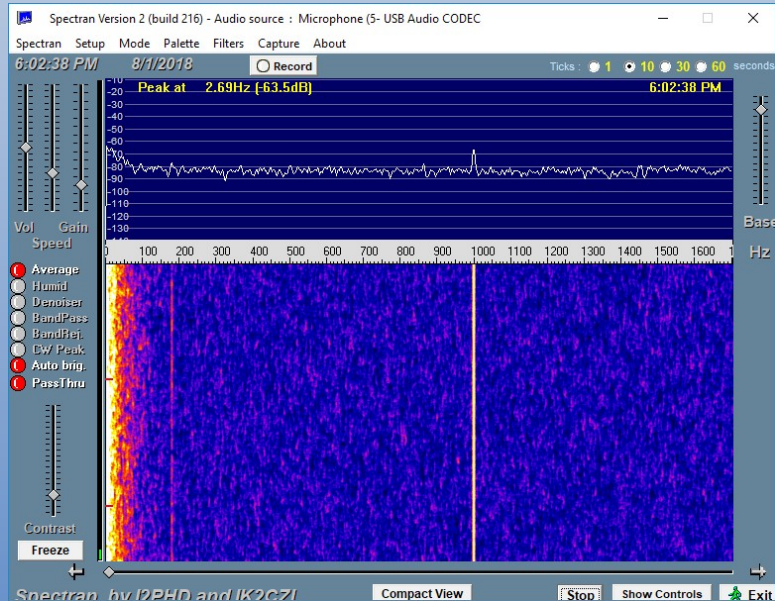 Spectran Version 2 (build 216) - Audio source : Microphone (5- USB Audio CODEC
Spectran Setup Mode Palette Filters Capture About
6:02:38 PM 8/1/2018 Record Ticks : 1 10 30 60 seconds
Peak at 2.69Hz (-63.5dB) 6:02:38 PM
-10
-20
-30
-40
-50
-60
-70
-80
-90
-100
-110
-120
-130
Vol Gain
Speed
Base
0 100 200 300 400 500 600 700 800 900 1000 1100 1200 1300 1400 1500 1600 1
Hz
Average
Humid
Denoiser
BandPass
BandRej.
CW Peak
Auto brig.
PassThru
Contrast
Freeze
Spectran by I2PHD and IK2CZL
Compact View Stop Show Controls Exit